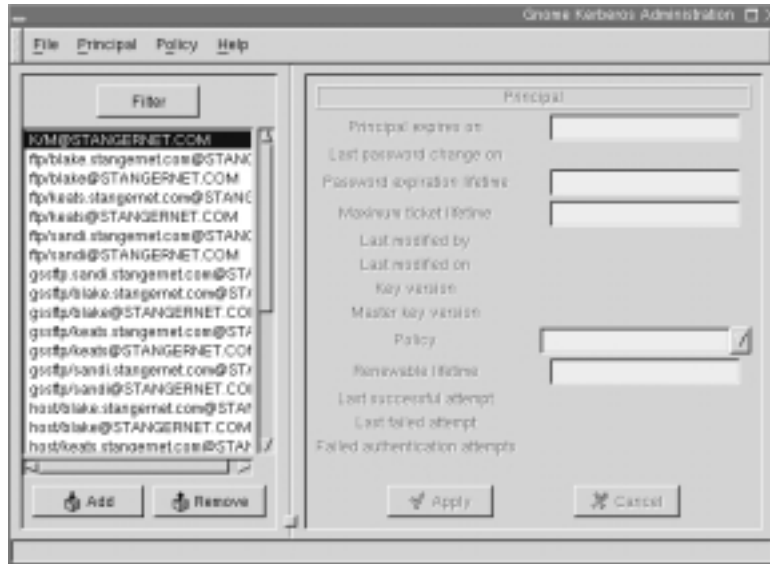 Gnome Kerberos Administration
File Principal Policy Help
Filter
K/M@STANGERNET.COM
ftp/blake.stangernet.com@STANG
ftp/blake@STANGERNET.COM
ftp/keats.stangernet.com@STANG
ftp/keats@STANGERNET.COM
ftp/sandi.stangernet.com@STANG
ftp/sandi@STANGERNET.COM
gssftp.sandi.stangernet.com@STA
gssftp/blake.stangernet.com@STA
gssftp/blake@STANGERNET.COM
gssftp/keats.stangernet.com@STA
gssftp/keats@STANGERNET.COM
gssftp/sandi.stangernet.com@STA
gssftp/sandi@STANGERNET.COM
host/blake.stangernet.com@STAN
host/blake@STANGERNET.COM
host/keats.stangernet.com@STAN
Add Remove
Principal
Principal expires on
Last password change on
Password expiration lifetime
Maximum ticket lifetime
Last modified by
Last modified on
Key version
Master key version
Policy
Renewable lifetime
Last successful attempt
Last failed attempt
Failed authentication attempts
Apply Cancel